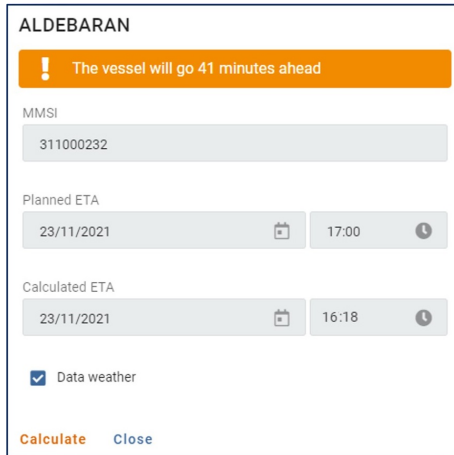 ALDEBARAN
! The vessel will go 41 minutes ahead
MMSI
311000232
Planned ETA
23/11/2021 17:00
Calculated ETA
23/11/2021 16:18
Data weather
Calculate Close